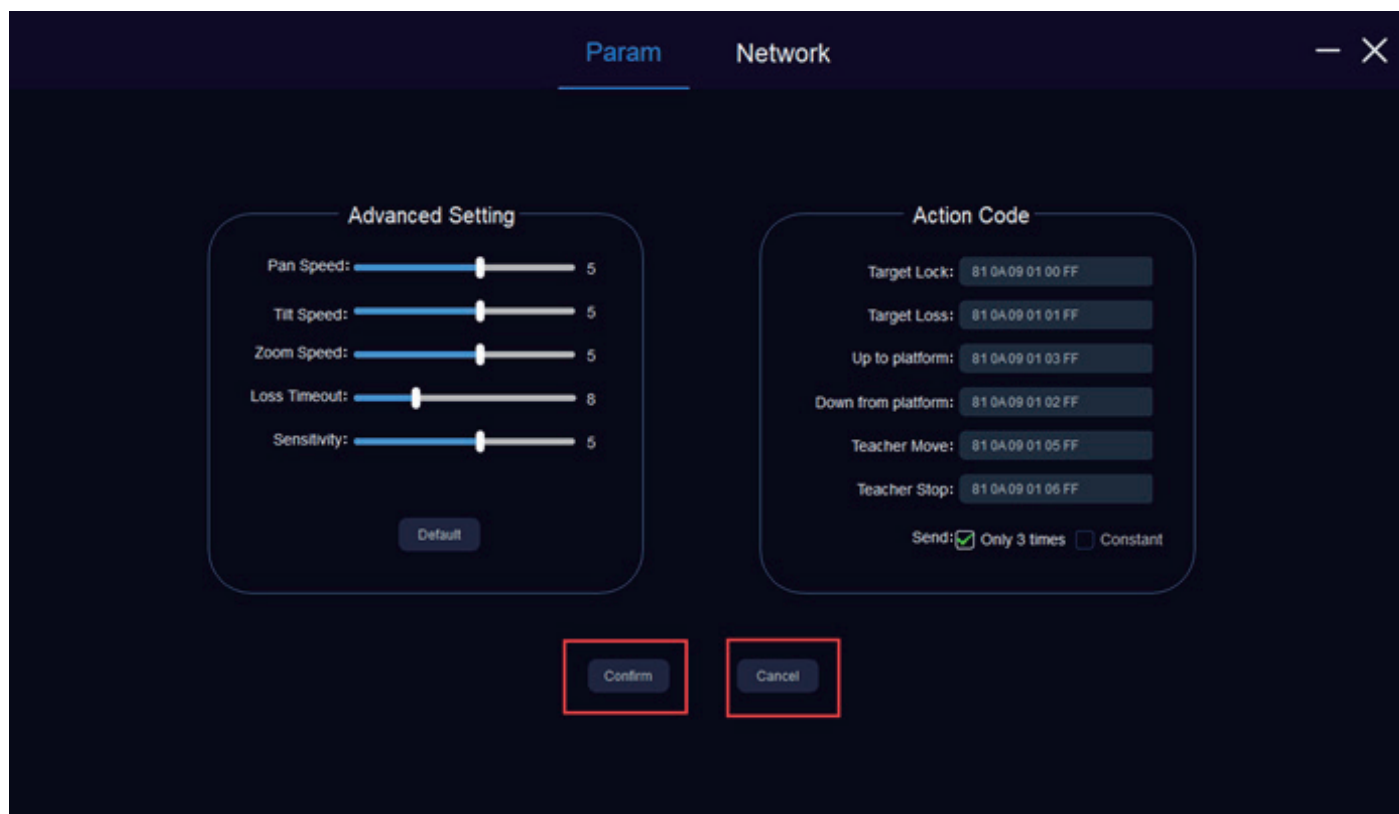 Param Network
Advanced Setting
Pan Speed: 5
Tilt Speed: 5
Zoom Speed: 5
Loss Timeout: 8
Sensitivity: 5
Default
Action Code
Target Lock: 81 0A 09 01 00 FF
Target Loss: 81 0A 09 01 01 FF
Up to platform: 81 0A 09 01 03 FF
Down from platform: 81 0A 09 01 02 FF
Teacher Move: 81 0A 09 01 05 FF
Teacher Stop: 81 0A 09 01 06 FF
Send: Only 3 times Constant
Confirm Cancel